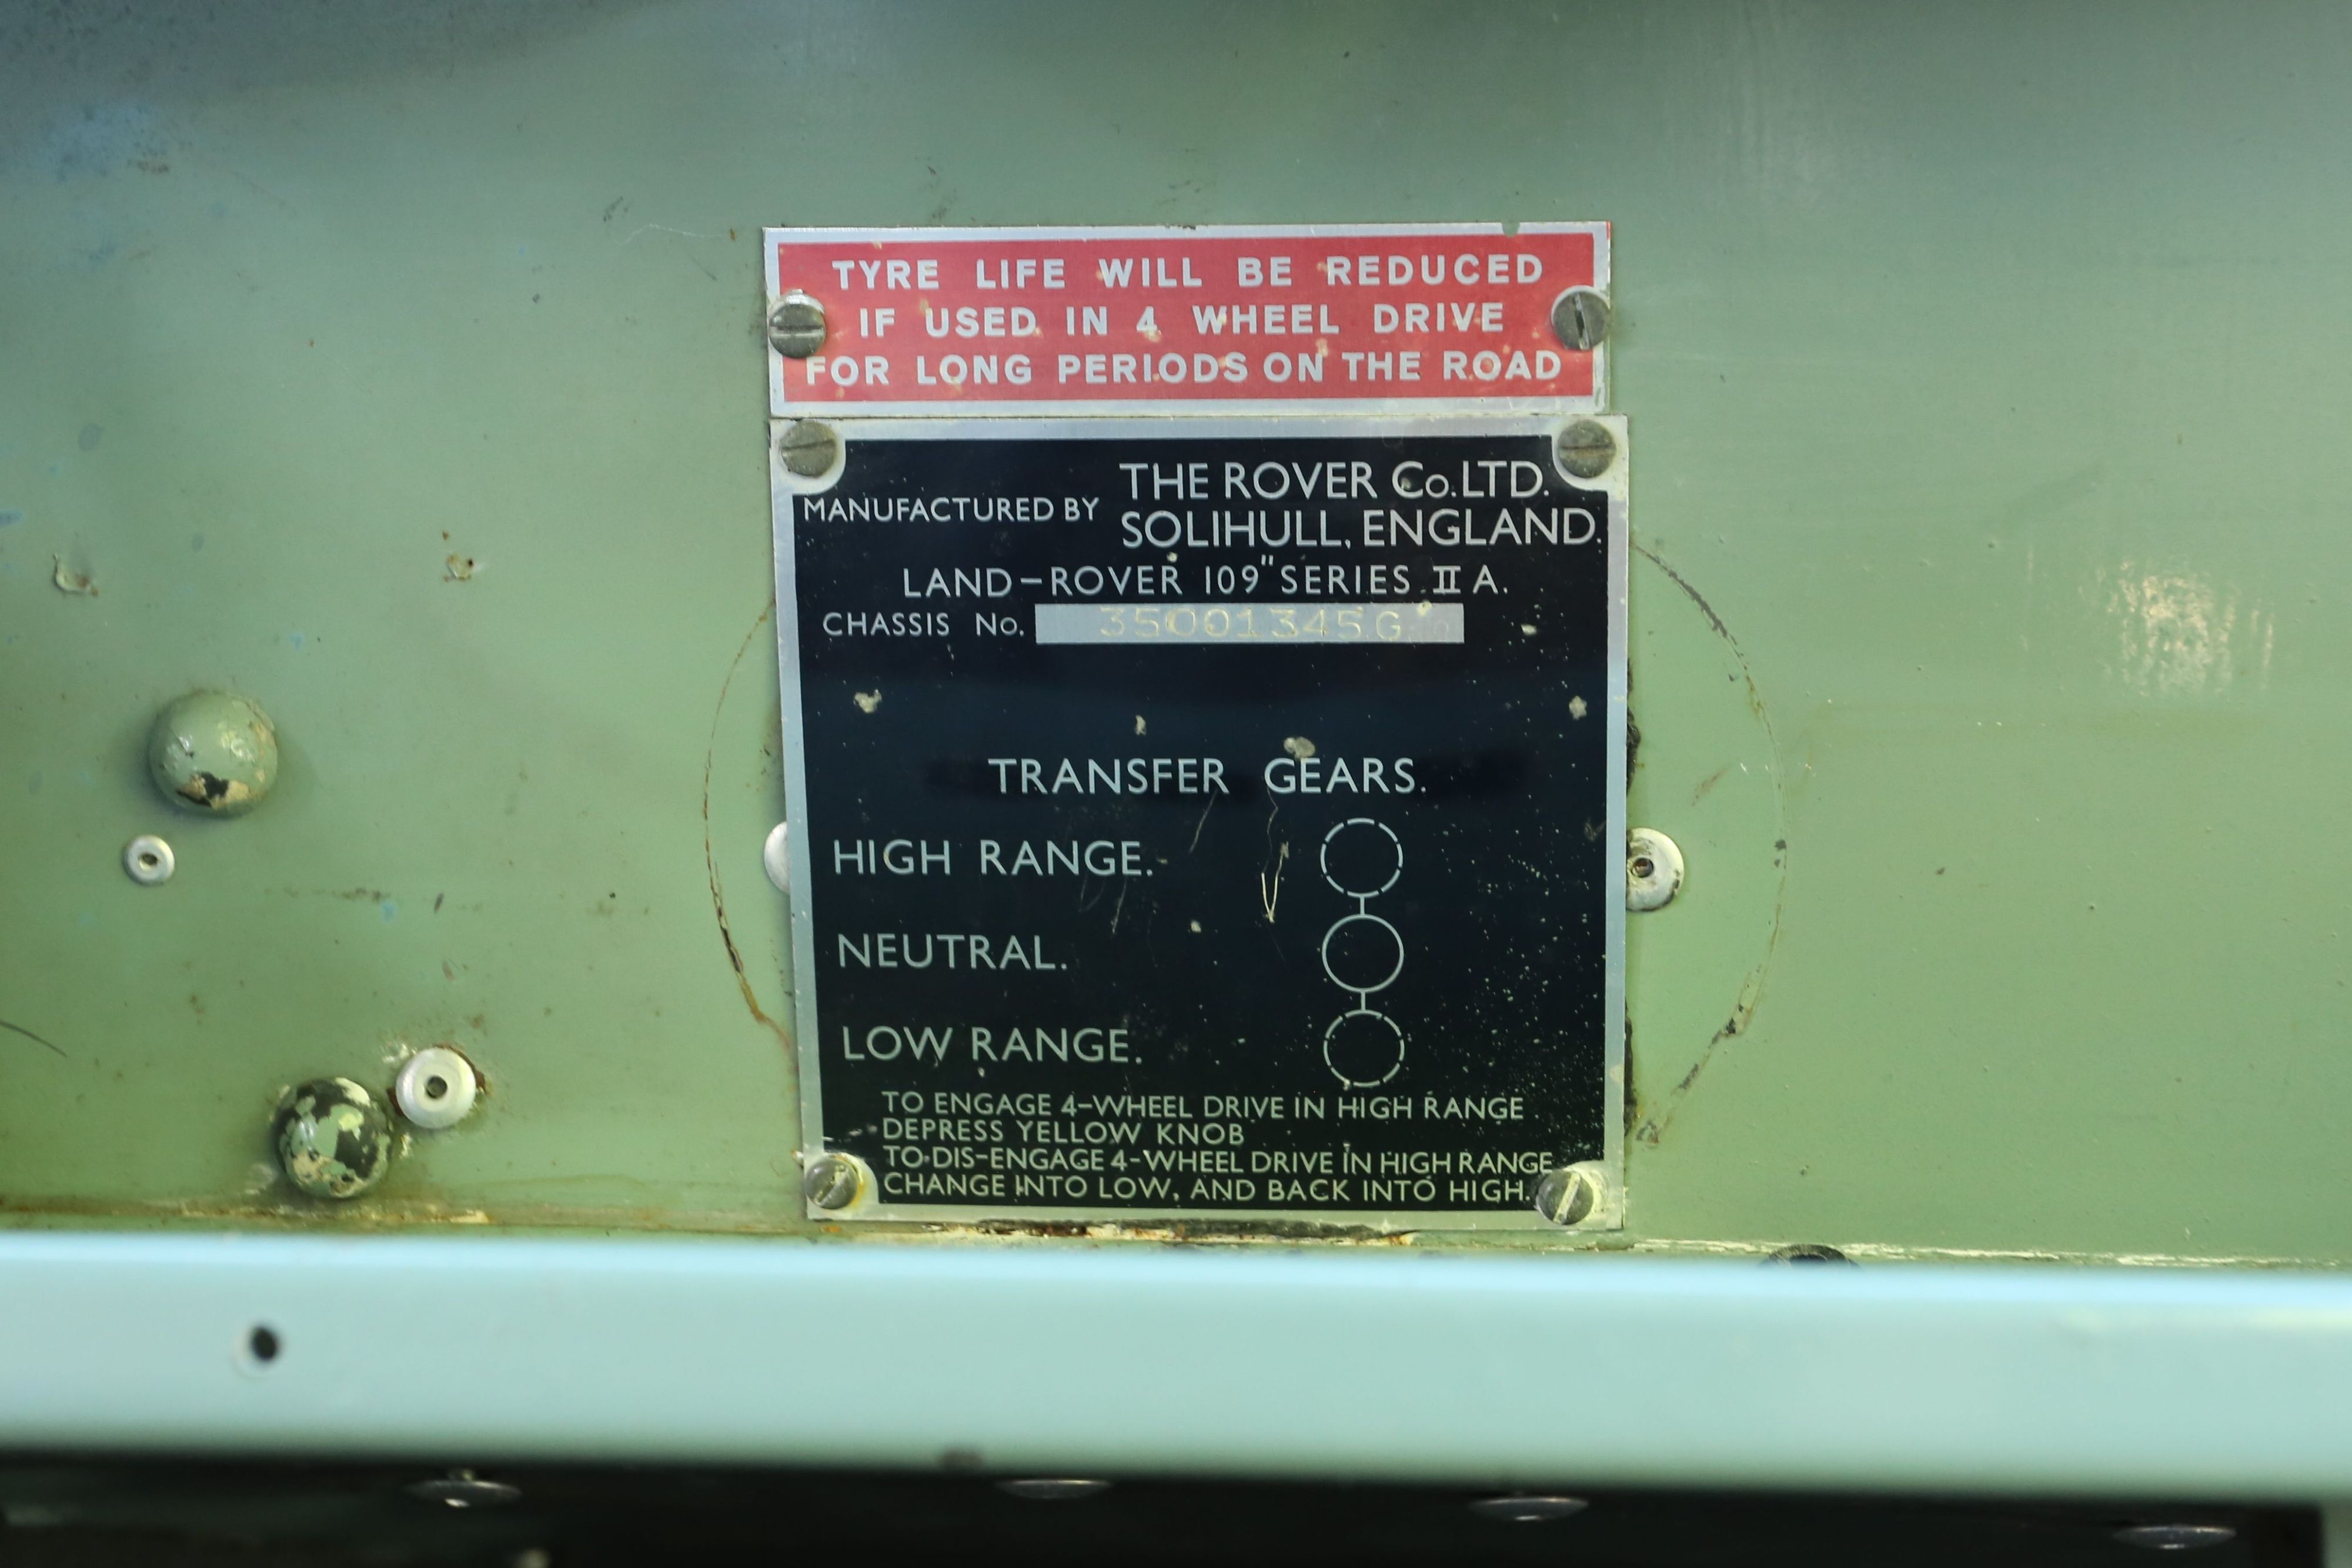 TYRE LIFE WILL BE REDUCED
IF USED IN 4 WHEEL DRIVE
FOR LONG PERIODS ON THE ROAD
MANUFACTURED BY THE ROVER Co. LTD.
SOLIHULL, ENGLAND.
LAND-ROVER 109" SERIES II A.
CHASSIS No. 35001345G
TRANSFER GEARS.
HIGH RANGE.
NEUTRAL.
LOW RANGE.
TO ENGAGE 4-WHEEL DRIVE IN HIGH RANGE
DEPRESS YELLOW KNOB
TO DIS-ENGAGE 4-WHEEL DRIVE IN HIGH RANGE
CHANGE INTO LOW, AND BACK INTO HIGH.